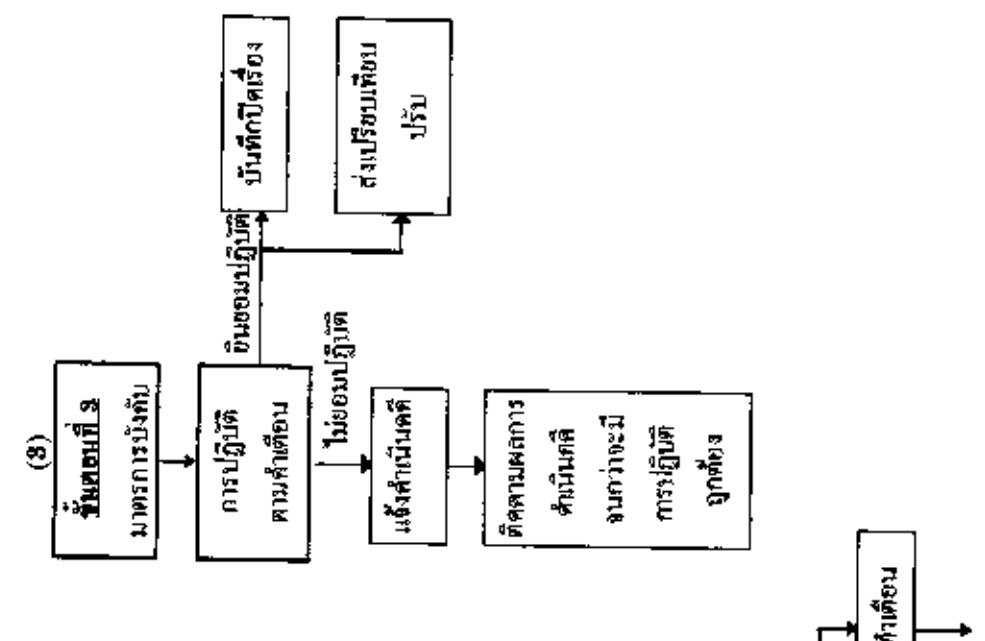 (8)
ขั้นตอนที่ ๘
มาตรการบังคับ
การปฏิบัติ
ตามคำเตือน
ยินยอมปฏิบัติ
บันทึกปิดเรื่อง
ส่งเปรียบเทียบ
ปรับ
ไม่ยอมปฏิบัติ
แจ้งดำเนินคดี
ติดตามผลการ
ดำเนินคดี
จนกว่าจะมี
การปฏิบัติ
ถูกต้อง
คำเตือน